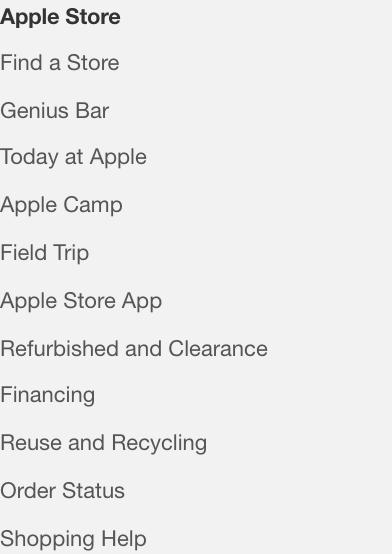 Apple Store
Find a Store
Genius Bar
Today at Apple
Apple Camp
Field Trip
Apple Store App
Refurbished and Clearance
Financing
Reuse and Recycling
Order Status
Shopping Help